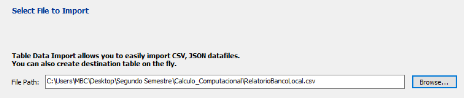 Select File to Import
Table Data Import allows you to easily import CSV, JSON datafiles.
You can also create destination table on the fly.
File Path: C:\Users\MBC\Desktop\Segundo Semestre\Calculo_Computacional\RelatorioBancoLocal.csv Browse...